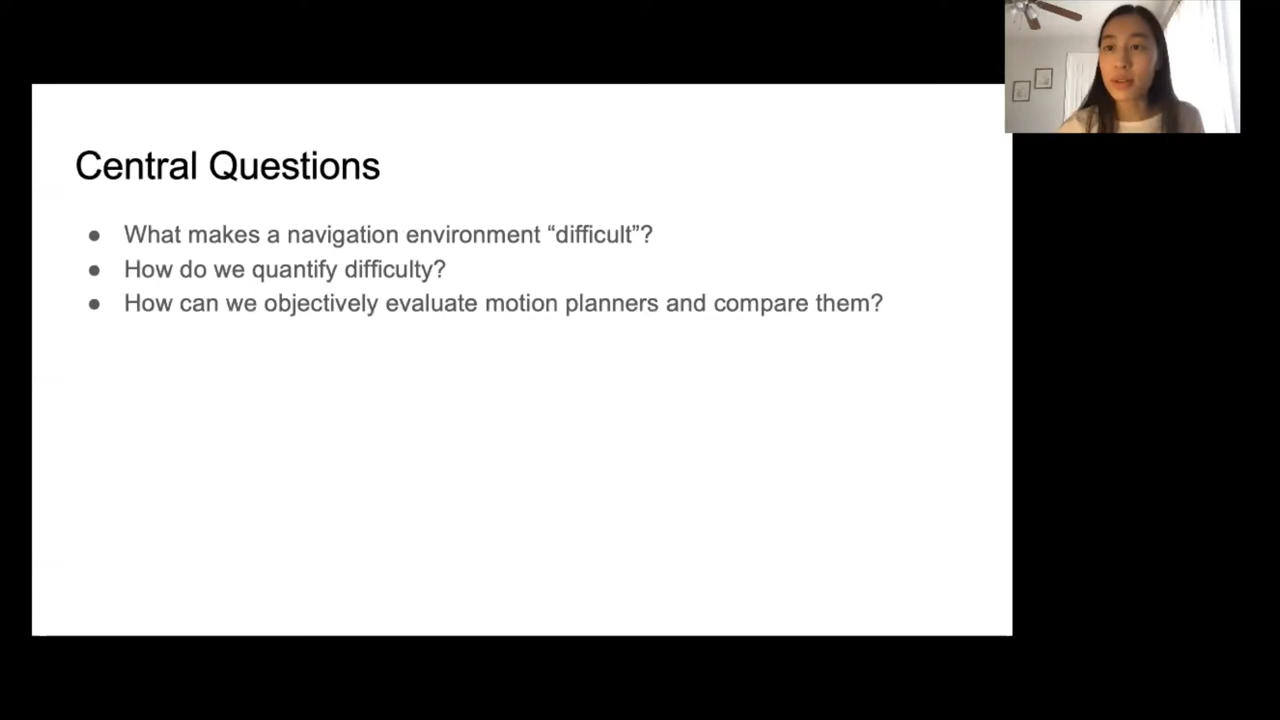 Central Questions
● What makes a navigation environment “difficult”?
● How do we quantify difficulty?
● How can we objectively evaluate motion planners and compare them?